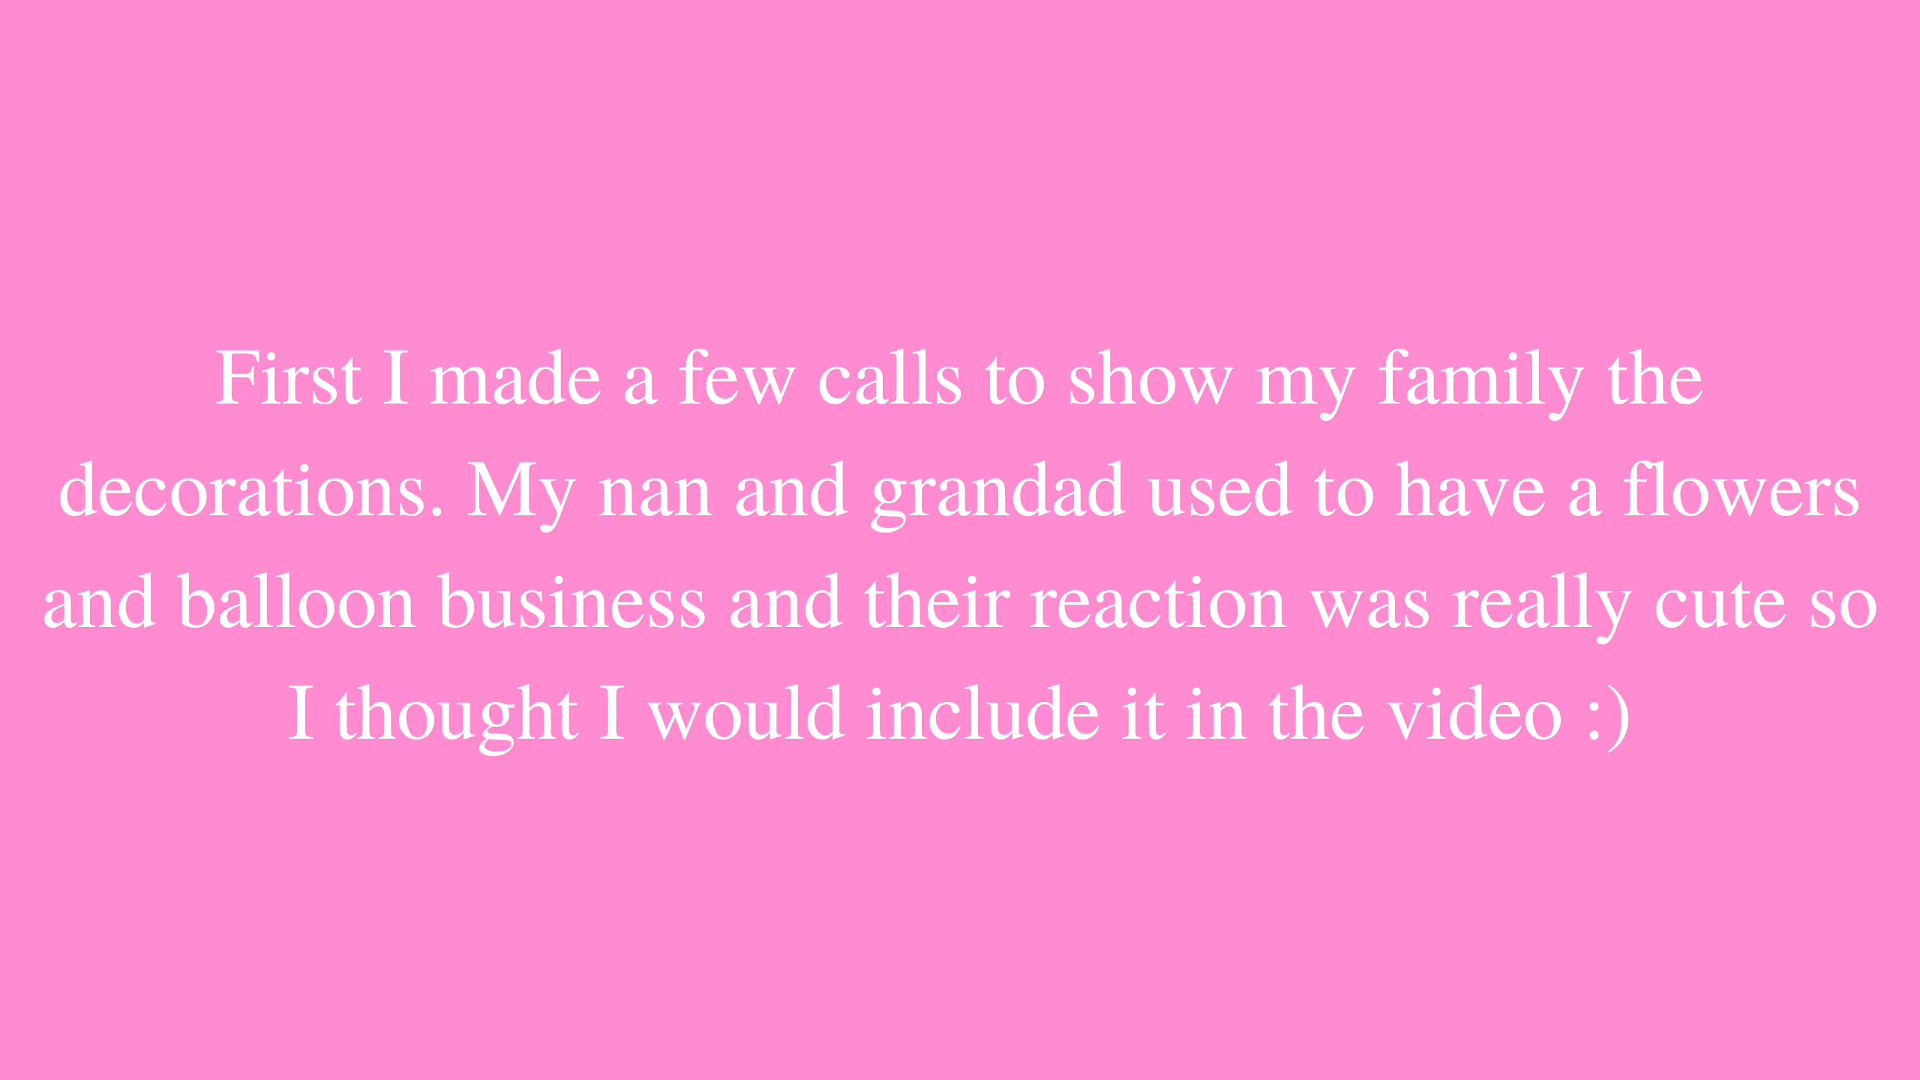 First I made a few calls to show my family the
decorations. My nan and grandad used to have a flowers
and balloon business and their reaction was really cute so
I thought I would include it in the video :)